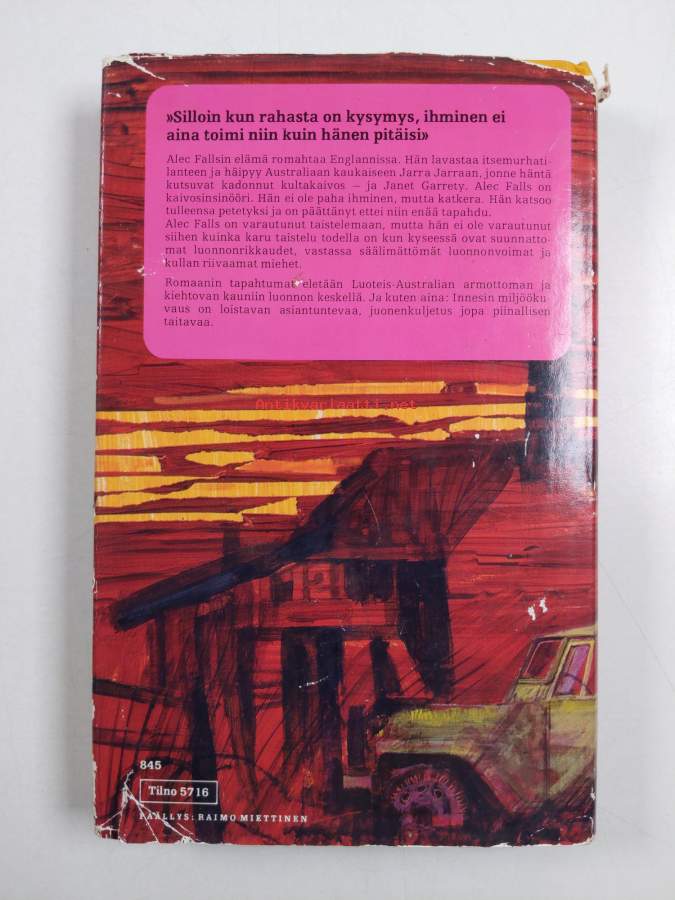 »Silloin kun rahasta on kysymys, ihminen ei
aina toimi niin kuin hänen pitäisi»
Alec Fallsin elämä romahtaa Englannissa. Hän lavastaa itsemurhati-
lanteen ja häipyy Australiaan kaukaiseen Jarra Jarraan, jonne häntä
kutsuvat kadonnut kultakaivos — ja Janet Garrety. Alec Falls on
kaivosinsinööri. Hän ei ole paha ihminen, mutta katkera. Hän katsoo
tulleensa petetyksi ja on päättänyt ettei niin enää tapahdu.
Alec Falls on varautunut taistelemaan, mutta hän ei ole varautunut
siihen kuinka karu taistelu todella on kun kyseessä ovat suunnatto-
mat luonnonrikkaudet, vastassa säälimättömät luonnonvoimat ja
kullan riivaamat miehet.
Romaanin tapahtumat eletään Luoteis-Australian armottoman ja
kiehtovan kauniin luonnon keskellä. Ja kuten aina: Innesin miljööku-
vaus on loistavan asiantuntevaa, juonenkuljetus jopa piinallisen
taitavaa.
Antikvariaatti.net
845
Tilno 5716
PÄÄLLYS: RAIMO MIETTINEN